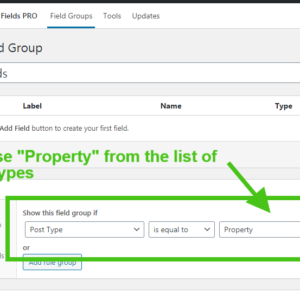 Fields PRO Field Groups Tools Updates
d Group
ds
Label Name Type
Add Field button to create your first field.
se "Property" from the list of
ypes
Show this field group if
Post Type is equal to Property
or
Add rule group